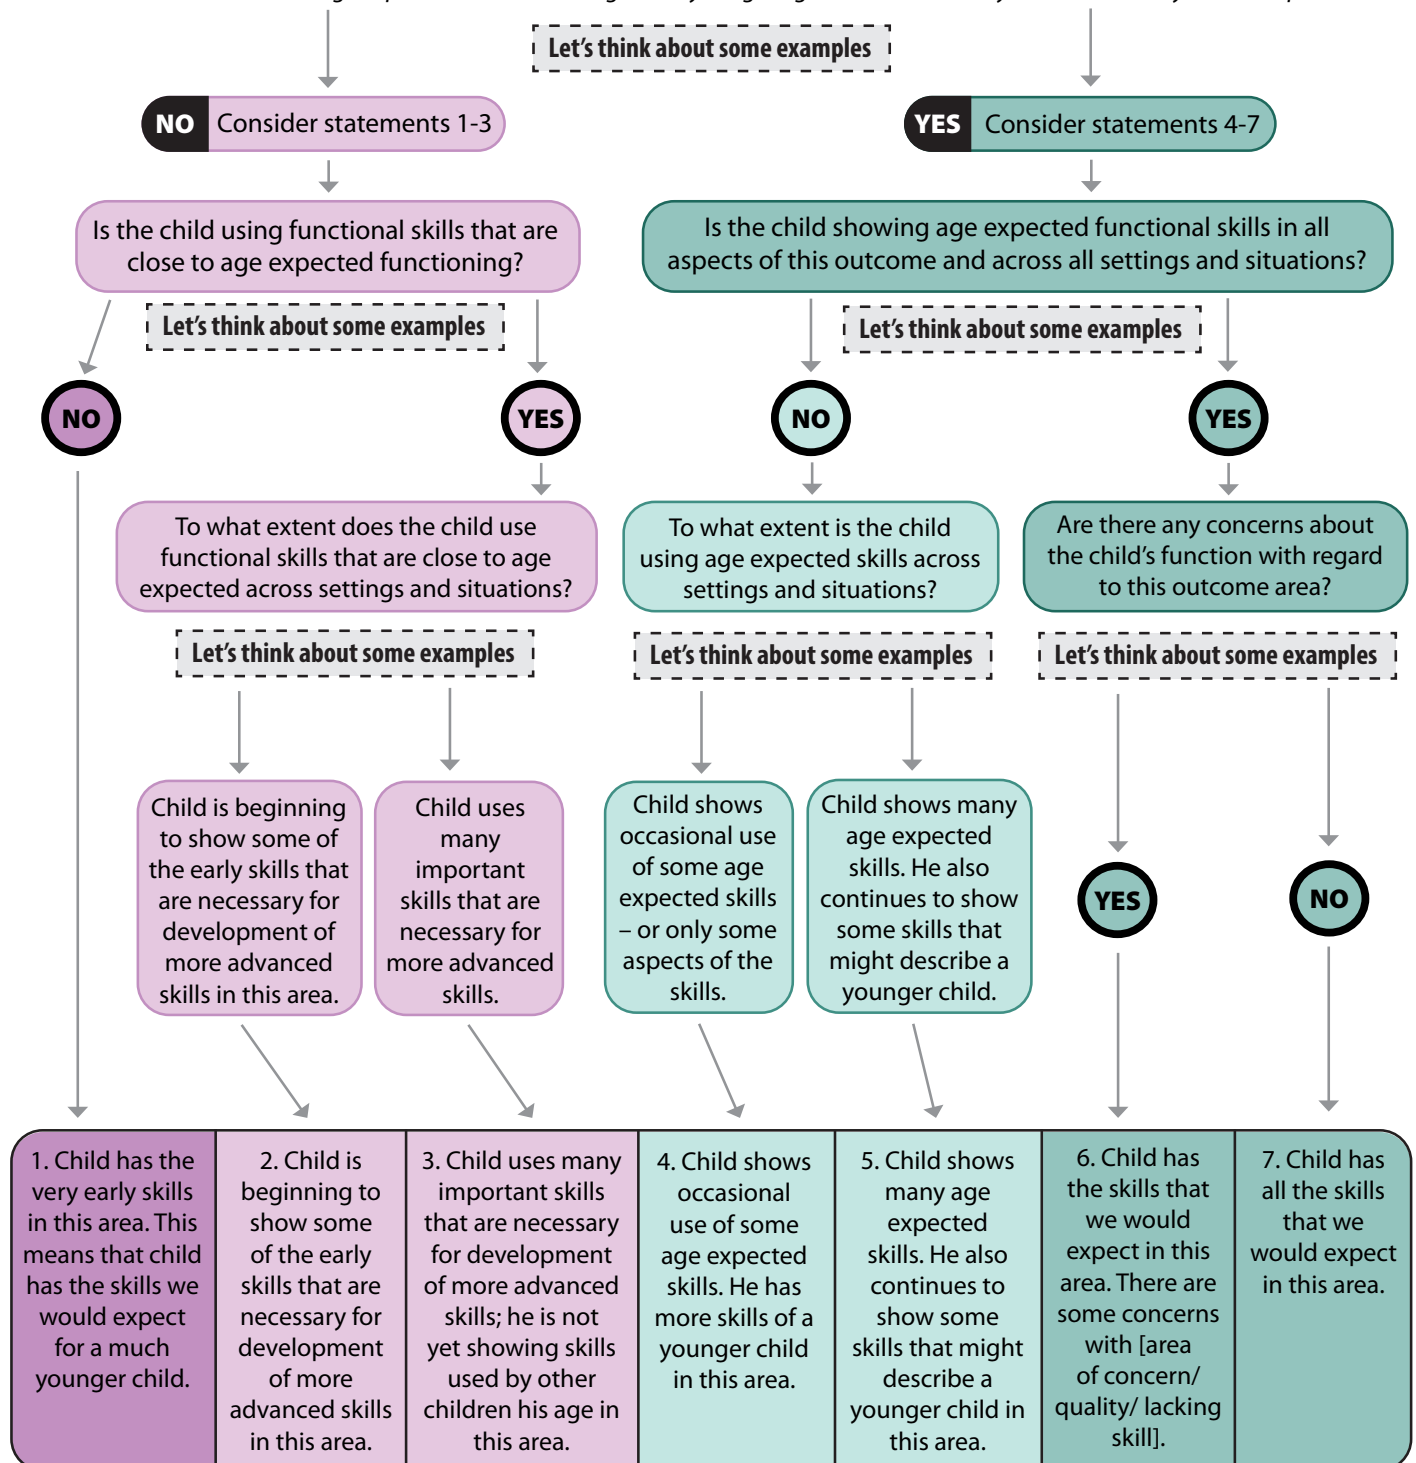 Let's think about some examples
NO Consider statements 1-3
YES Consider statements 4-7
Is the child using functional skills that are
close to age expected functioning?
Is the child showing age expected functional skills in all
aspects of this outcome and across all settings and situations?
Let's think about some examples
Let's think about some examples
NO
YES
NO
YES
To what extent does the child use
functional skills that are close to age
expected across settings and situations?
To what extent is the child
using age expected skills across
settings and situations?
Are there any concerns about
the child's function with regard
to this outcome area?
Let's think about some examples
Let's think about some examples
Let's think about some examples
Child is beginning
to show some of
the early skills that
are necessary for
development of
more advanced
skills in this area.
Child uses
many
important
skills that are
necessary for
more advanced
skills.
Child shows
occasional use
of some age
expected skills
– or only some
aspects of the
skills.
Child shows many
age expected
skills. He also
continues to show
some skills that
might describe a
younger child.
YES
NO
1. Child has the
very early skills
in this area. This
means that child
has the skills we
would expect
for a much
younger child.
2. Child is
beginning to
show some
of the early
skills that are
necessary for
development
of more
advanced skills
in this area.
3. Child uses many
important skills
that are necessary
for development
of more advanced
skills; he is not
yet showing skills
used by other
children his age in
this area.
4. Child shows
occasional
use of some
age expected
skills. He has
more skills of a
younger child
in this area.
5. Child shows
many age
expected
skills. He also
continues to
show some
skills that might
describe a
younger child in
this area.
6. Child has
the skills that
we would
expect in this
area. There are
some concerns
with [area
of concern/
quality/ lacking
skill].
7. Child has
all the skills
that we
would expect
in this area.